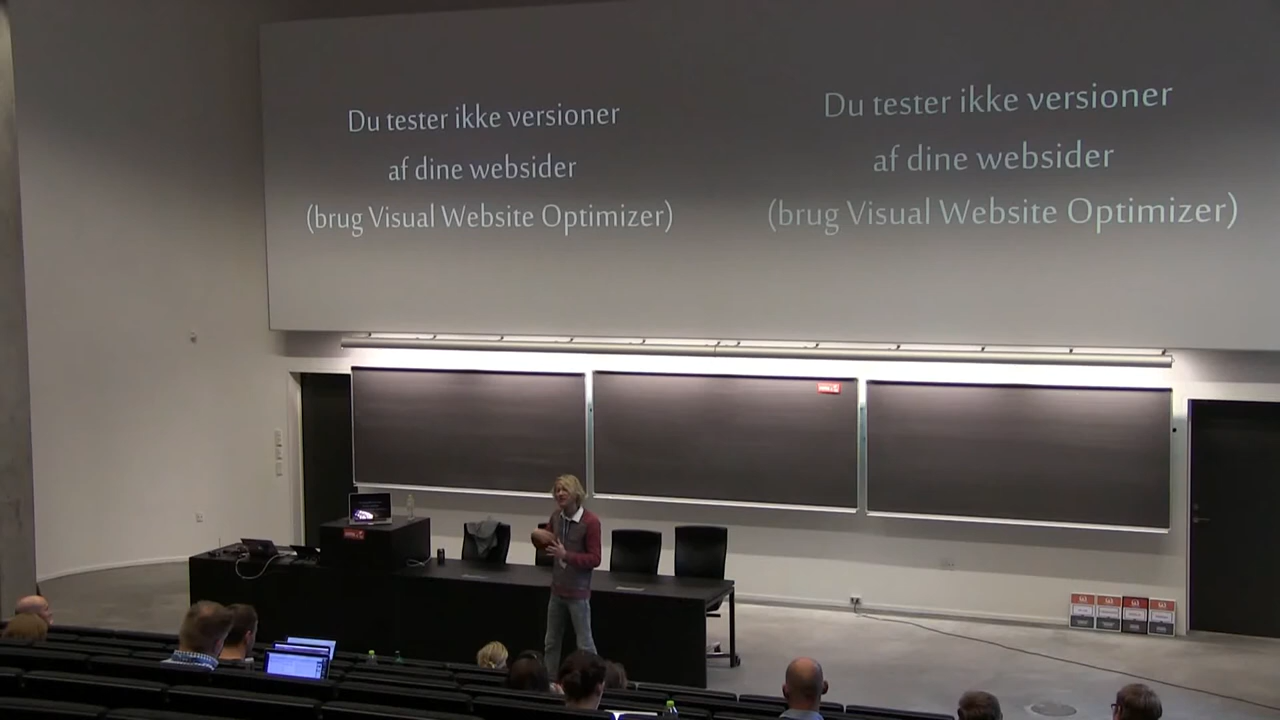 Du tester ikke versioner
af dine websider
(brug Visual Website Optimizer)
Du tester ikke versioner
af dine websider
(brug Visual Website Optimizer)